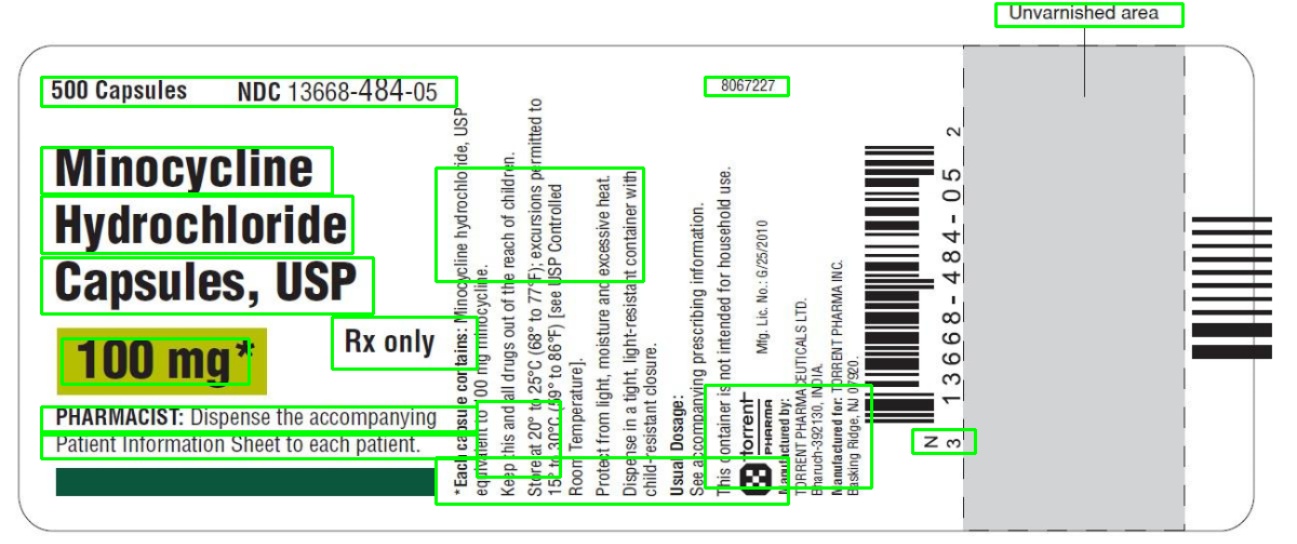 Unvarnished area
500 Capsules NDC 13668-484-05
8067227
Minocycline
Hydrochloride
Capsules, USP
100 mg*
Rx only
PHARMACIST: Dispense the accompanying
Patient Information Sheet to each patient.
*Each capsule contains: Minocycline hydrochloride, USP
equivalent to 100 mg minocycline.
Keep this and all drugs out of the reach of children.
Store at 20° to 25°C (68° to 77°F); excursions permitted to
15° to 30°C (59° to 86°F) [see USP Controlled
Room Temperature].
Protect from light, moisture and excessive heat.
Dispense in a tight, light-resistant container with
child-resistant closure.
Usual Dosage:
See accompanying prescribing information.
This container is not intended for household use.
torrent
PHARMA
Mfg. Lic. No.: G/25/2010
Manufactured by:
TORRENT PHARMACEUTICALS LTD.
Bharuch-392130, INDIA.
Manufactured for: TORRENT PHARMA INC.
Basking Ridge, NJ 07920.
N
3 13668-484-05 2